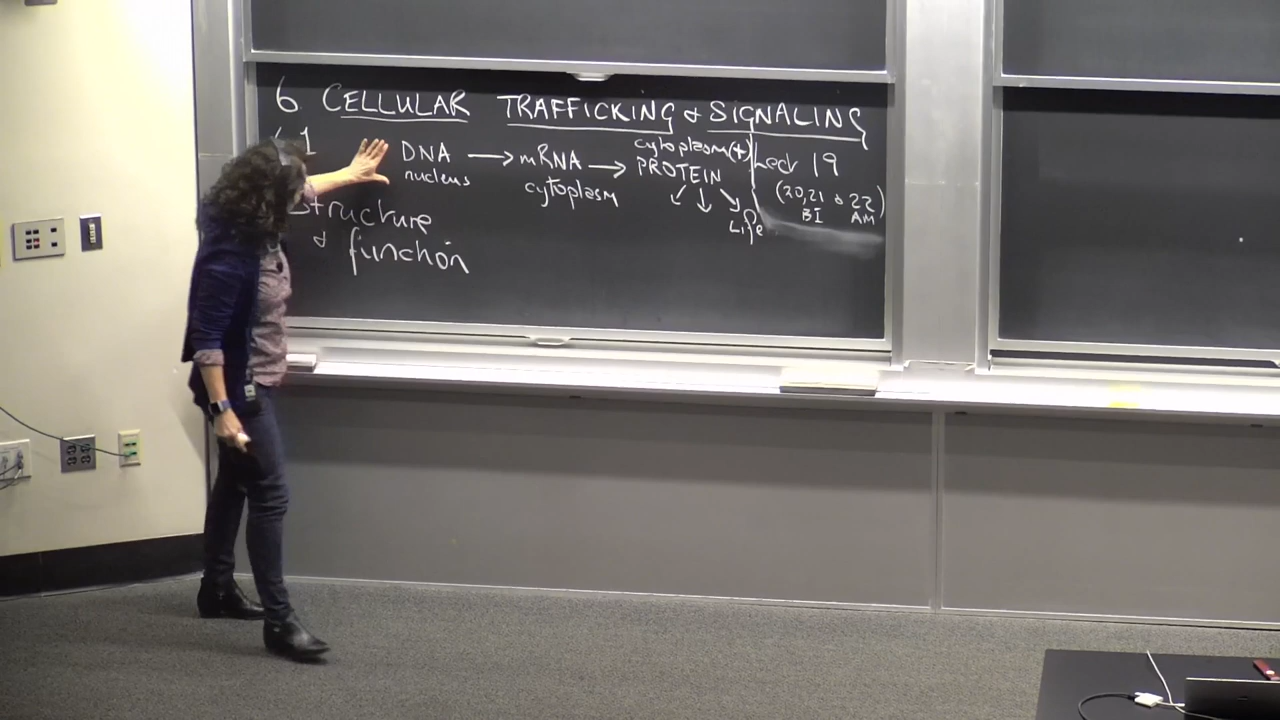 6. CELLULAR TRAFFICKING & SIGNALING
DNA → mRNA → PROTEIN
nucleus
cytoplasm
cytoplasm(+)
Life
Lect 19
(20,21 & 22)
BI AM
Structure
& function